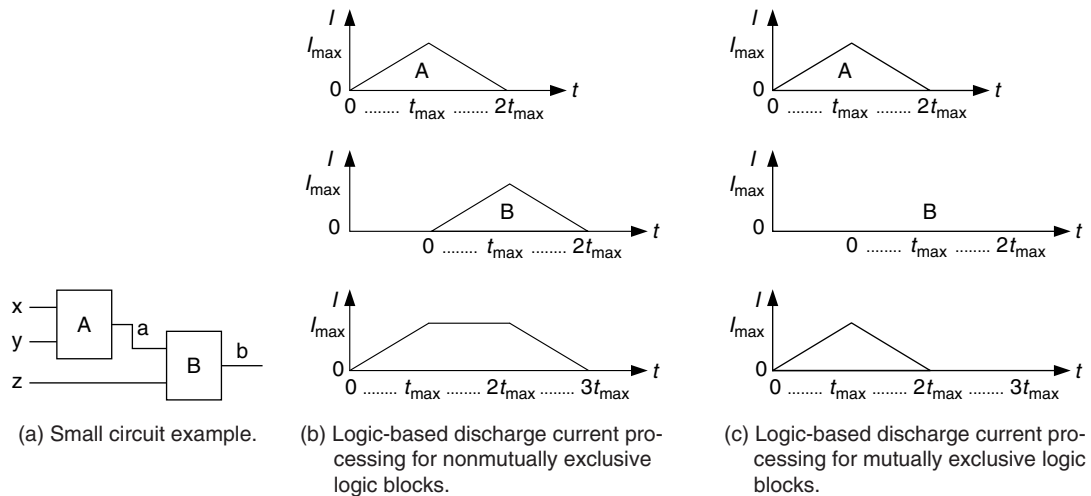 x
y
z
A
a
B
b
(a) Small circuit example.
I
Imax
0
A
t
0 ........ tmax ........ 2tmax
I
Imax
0
B
t
0 ........ tmax ........ 2tmax
I
Imax
0
t
0 ........ tmax ........ 2tmax ........ 3tmax
(b) Logic-based discharge current pro-
cessing for nonmutually exclusive
logic blocks.
I
Imax
0
A
t
0 ........ tmax ........ 2tmax
I
Imax
0
B
t
0 ........ tmax ........ 2tmax
I
Imax
0
t
0 ........ tmax ........ 2tmax ........ 3tmax
(c) Logic-based discharge current pro-
cessing for mutually exclusive logic
blocks.